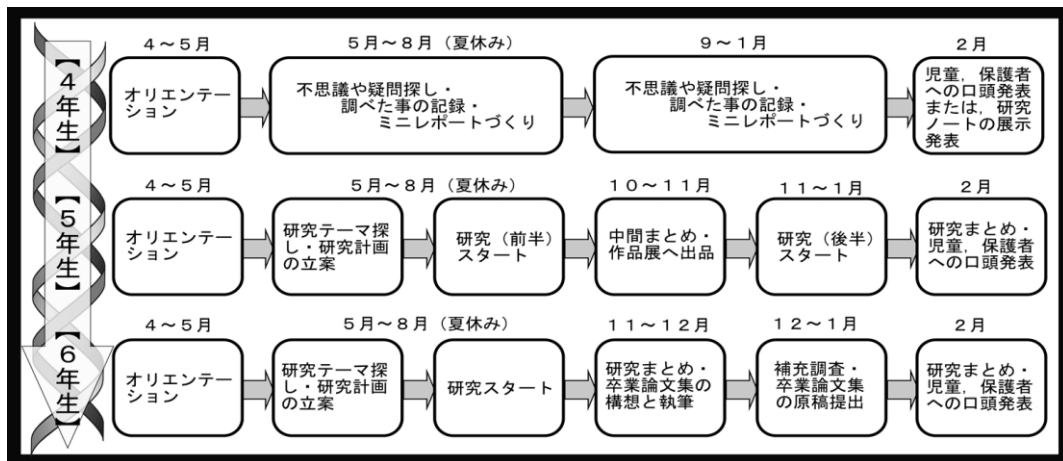 【4年生】
４～５月
オリエンテー
ション
５月～８月（夏休み）
不思議や疑問探し・
調べた事の記録・
ミニレポートづくり
９～１月
不思議や疑問探し・
調べた事の記録・
ミニレポートづくり
２月
児童，保護者
への口頭発表
または，研究
ノートの展示
発表
【5年生】
４～５月
オリエンテー
ション
５月～８月（夏休み）
研究テーマ探
し・研究計画
の立案
研究（前半）
スタート
１０～１１月
中間まとめ・
作品展へ出品
１１～１月
研究（後半）
スタート
２月
研究まとめ・
児童，保護者
への口頭発表
【6年生】
４～５月
オリエンテー
ション
５月～８月（夏休み）
研究テーマ探
し・研究計画
の立案
研究スタート
１１～１２月
研究まとめ・
卒業論文集の
構想と執筆
１２～１月
補充調査・
卒業論文集
の原稿提出
２月
研究まとめ・
児童，保護者
への口頭発表